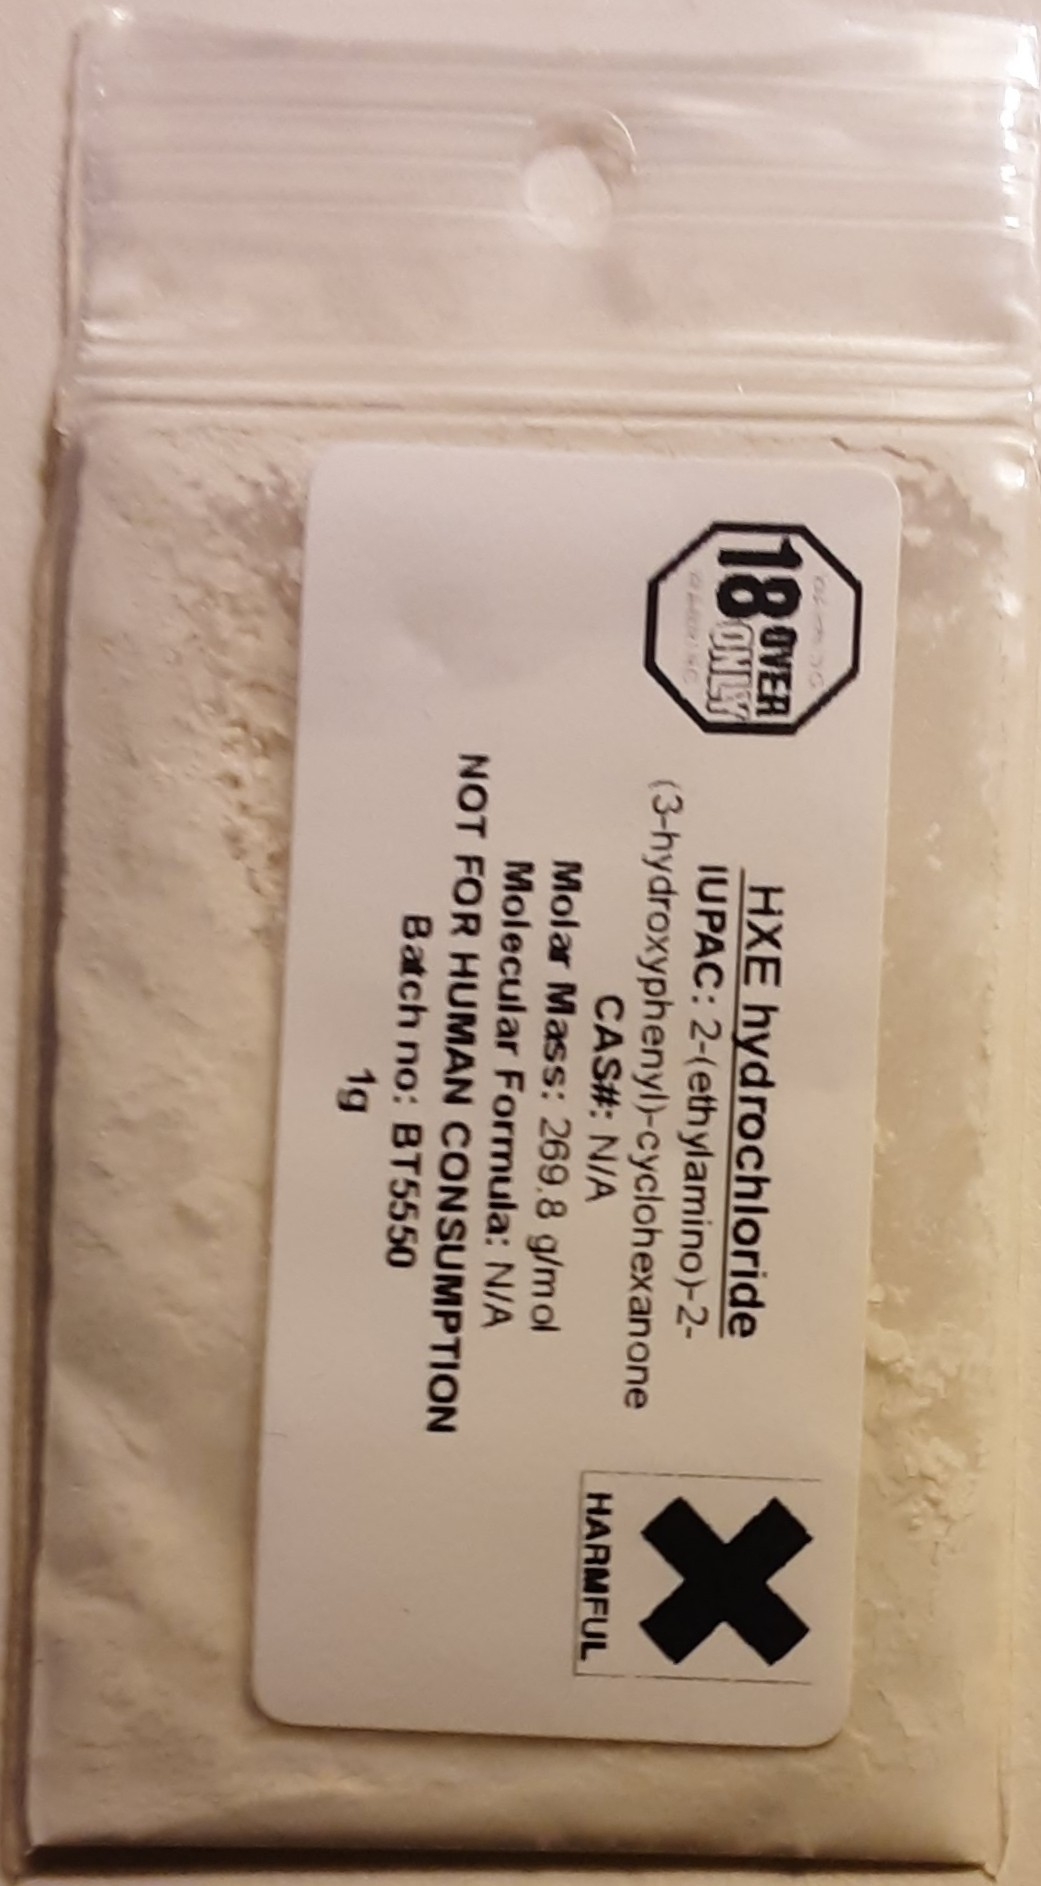 18 OVER
ONLY
HXE hydrochloride
IUPAC: 2-(ethylamino)-2-
(3-hydroxyphenyl)-cyclohexanone
CAS#: N/A
Molar Mass: 269.8 g/mol
Molecular Formula: N/A
NOT FOR HUMAN CONSUMPTION
Batch no: BT5550
1g
HARMFUL